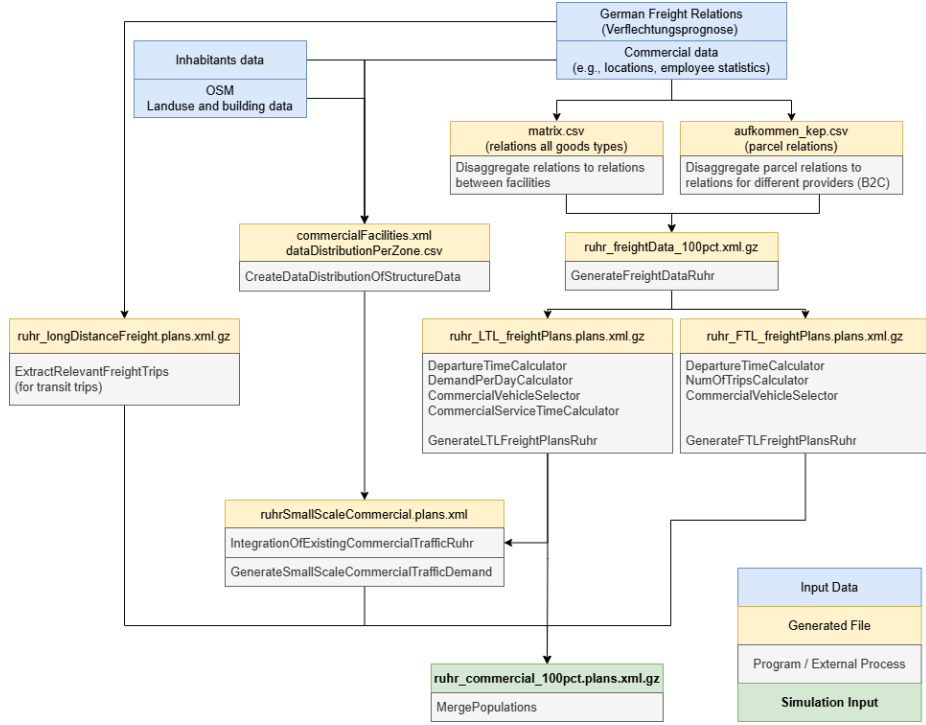 German Freight Relations
(Verflechtungsprognose)
Commercial data
(e.g., locations, employee statistics)
Inhabitants data
OSM
Landuse and building data
matrix.csv
(relations all goods types)
Disaggregate relations to relations
between facilities
aufkommen_kep.csv
(parcel relations)
Disaggregate parcel relations to
relations for different providers (B2C)
commercialFacilities.xml
dataDistributionPerZone.csv
CreateDataDistributionOfStructureData
ruhr_freightData_100pct.xml.gz
GenerateFreightDataRuhr
ruhr_longDistanceFreight.plans.xml.gz
ExtractRelevantFreightTrips
(for transit trips)
ruhr_LTL_freightPlans.plans.xml.gz
DepartureTimeCalculator
DemandPerDayCalculator
CommercialVehicleSelector
CommercialServiceTimeCalculator
GenerateLTLFreightPlansRuhr
ruhr_FTL_freightPlans.plans.xml.gz
DepartureTimeCalculator
NumOfTripsCalculator
CommercialVehicleSelector
GenerateFTLFreightPlansRuhr
ruhrSmallScaleCommercial.plans.xml
IntegrationOfExistingCommercialTrafficRuhr
GenerateSmallScaleCommercialTrafficDemand
ruhr_commercial_100pct.plans.xml.gz
MergePopulations
Input Data
Generated File
Program / External Process
Simulation Input